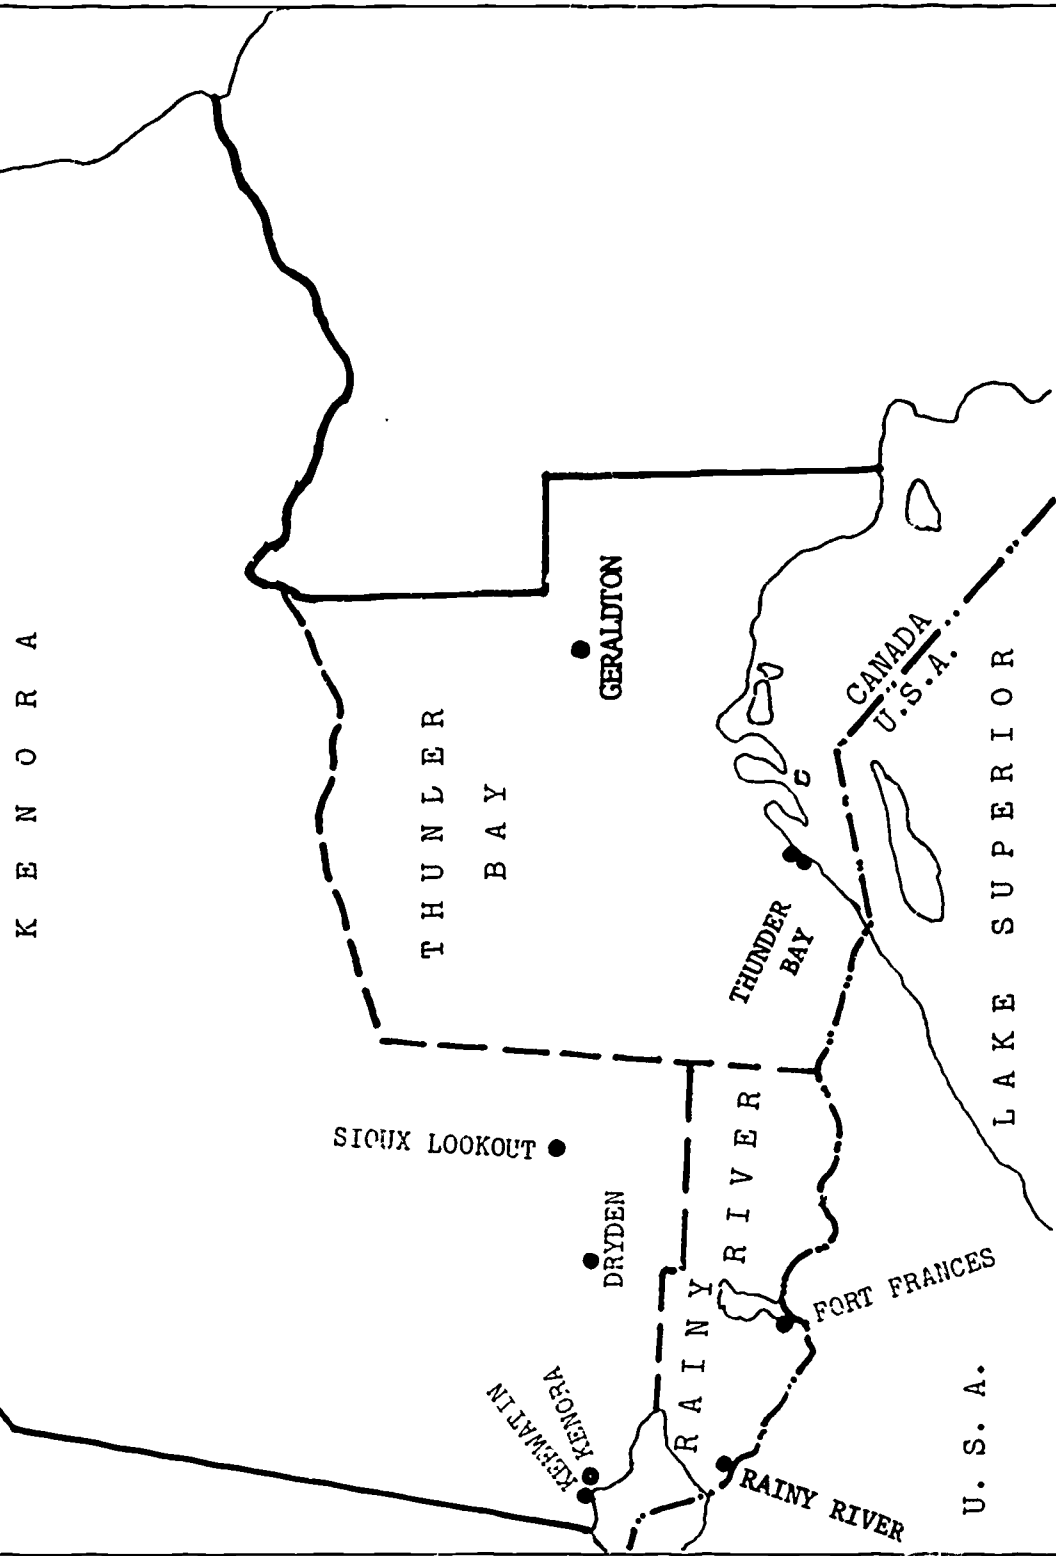 KENORA
THUNLER
BAY
GERALDTON
CANADA
U.S.A.
LAKE SUPERIOR
THUNDER
BAY
SIOUX LOOKOUT
DRYDEN
RAINY RIVER
FORT FRANCES
KEEWATIN
KENORA
RAINY RIVER
U.S.A.